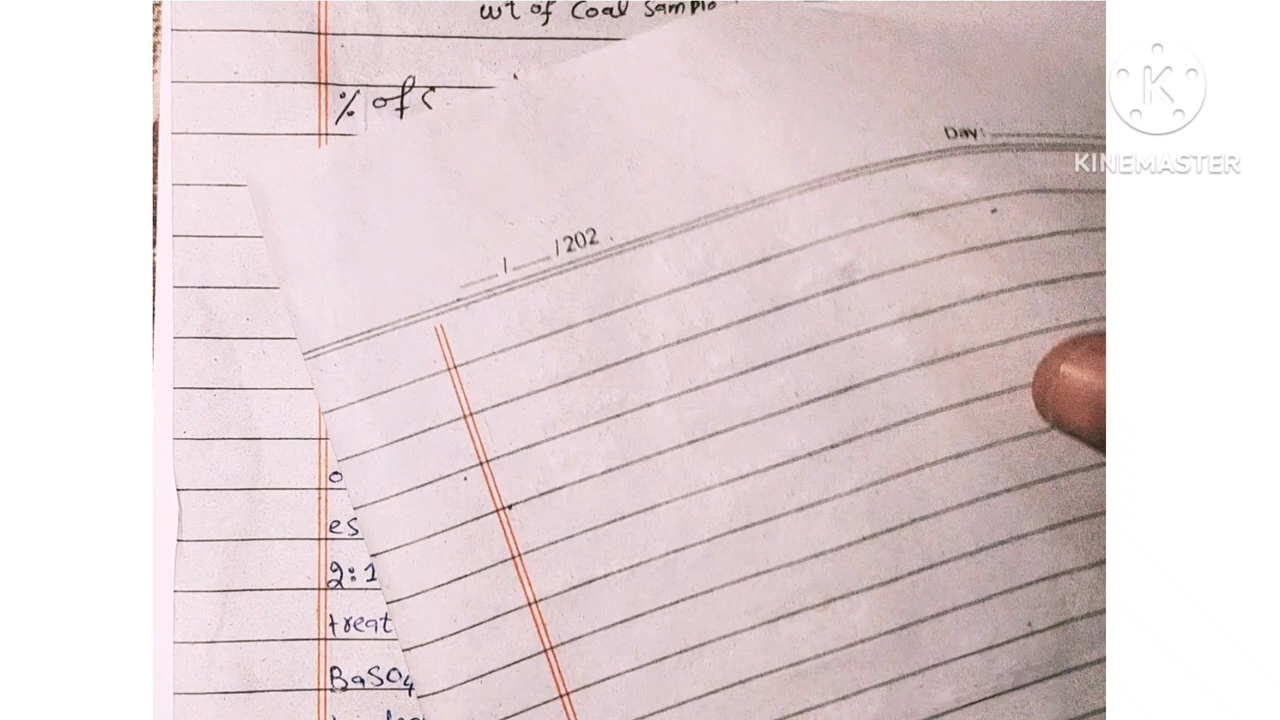 wt of Coal Sample
% of
Day:
/ /202
KINEMASTER
o
es
2:1
treat
BaSO4